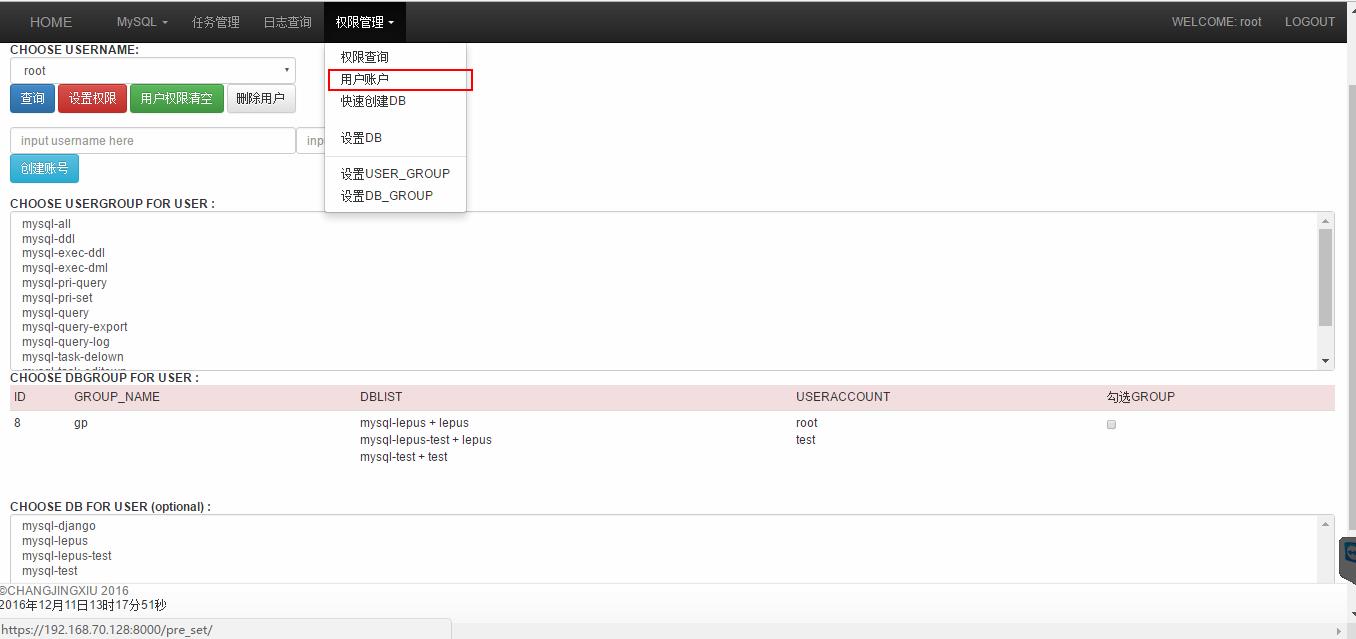 HOME MySQL 任务管理 日志查询 权限管理 WELCOME: root LOGOUT
CHOOSE USERNAME:
root
查询 设置权限 用户权限清空 删除用户
input username here inp
创建账号
权限查询
用户账户
快速创建DB
设置DB
设置USER_GROUP
设置DB_GROUP
CHOOSE USERGROUP FOR USER :
mysql-all
mysql-ddl
mysql-exec-ddl
mysql-exec-dml
mysql-pri-query
mysql-pri-set
mysql-query
mysql-query-export
mysql-query-log
mysql-task-delown
CHOOSE DBGROUP FOR USER :
ID GROUP_NAME DBLIST USERACCOUNT 勾选GROUP
8 gp mysql-lepus + lepus root
mysql-lepus-test + lepus test
mysql-test + test
CHOOSE DB FOR USER (optional) :
mysql-django
mysql-lepus
mysql-lepus-test
mysql-test
©CHANGJINGXIU 2016
2016年12月11日13时17分51秒
https://192.168.70.128:8000/pre_set/